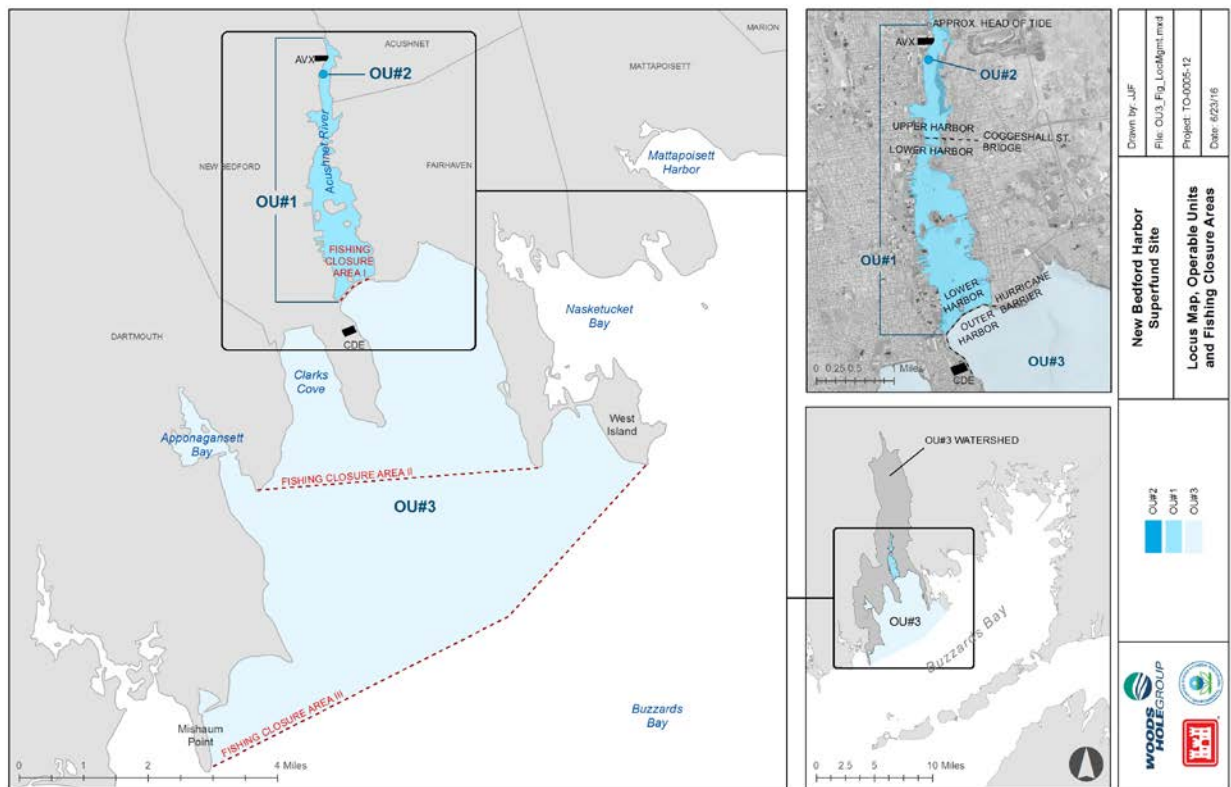 MARION
ACUSHNET
AVX
OU#2
MATTAPOISETT
Acushnet River
NEW BEDFORD
FAIRHAVEN
Mattapoisett
Harbor
OU#1
FISHING
CLOSURE
AREA I
Nasketucket
Bay
DARTMOUTH
CDE
Clarks
Cove
West
Island
Apponagansett
Bay
FISHING CLOSURE AREA II
OU#3
FISHING CLOSURE AREA III
Mishaum
Point
Buzzards
Bay
0 1 2 4 Miles
APPROX. HEAD OF TIDE
AVX
OU#2
UPPER HARBOR
COGGESHALL ST.
BRIDGE
LOWER HARBOR
OU#1
LOWER
HARBOR
HURRICANE
BARRIER
OUTER
HARBOR
OU#3
0 0.25 0.5 1 Miles
CDE
OU#3 WATERSHED
OU#3
Buzzards Bay
0 2.5 5 10 Miles
Drawn by: JJF
File: OU3_Fig_LocMgmt.mxd
Project: TO-0005-12
Date: 6/23/16
New Bedford Harbor
Superfund Site
Locus Map, Operable Units
and Fishing Closure Areas
OU#2
OU#1
OU#3
WOODS
HOLE GROUP